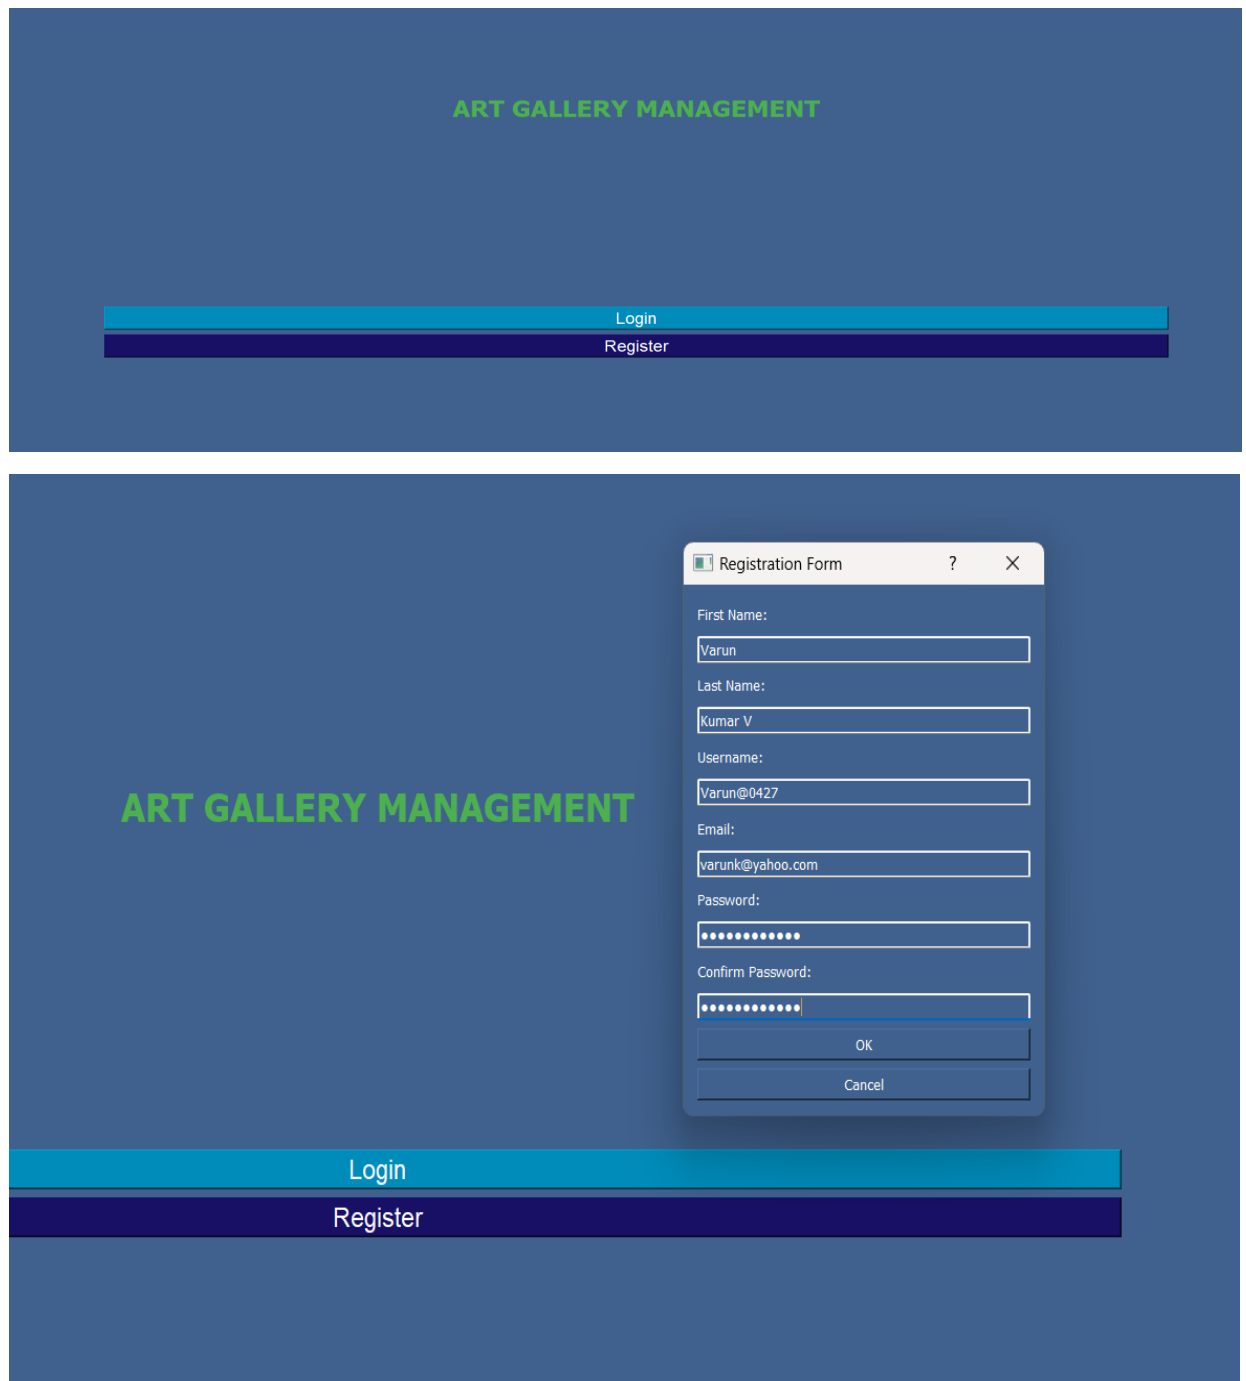 ART GALLERY MANAGEMENT
Login
Register
Registration Form ?
First Name:
Varun
Last Name:
Kumar V
Username:
Varun@0427
Email:
varunk@yahoo.com
Password:
●●●●●●●●●●●●
Confirm Password:
●●●●●●●●●●●●
OK
Cancel
ART GALLERY MANAGEMENT
Login
Register